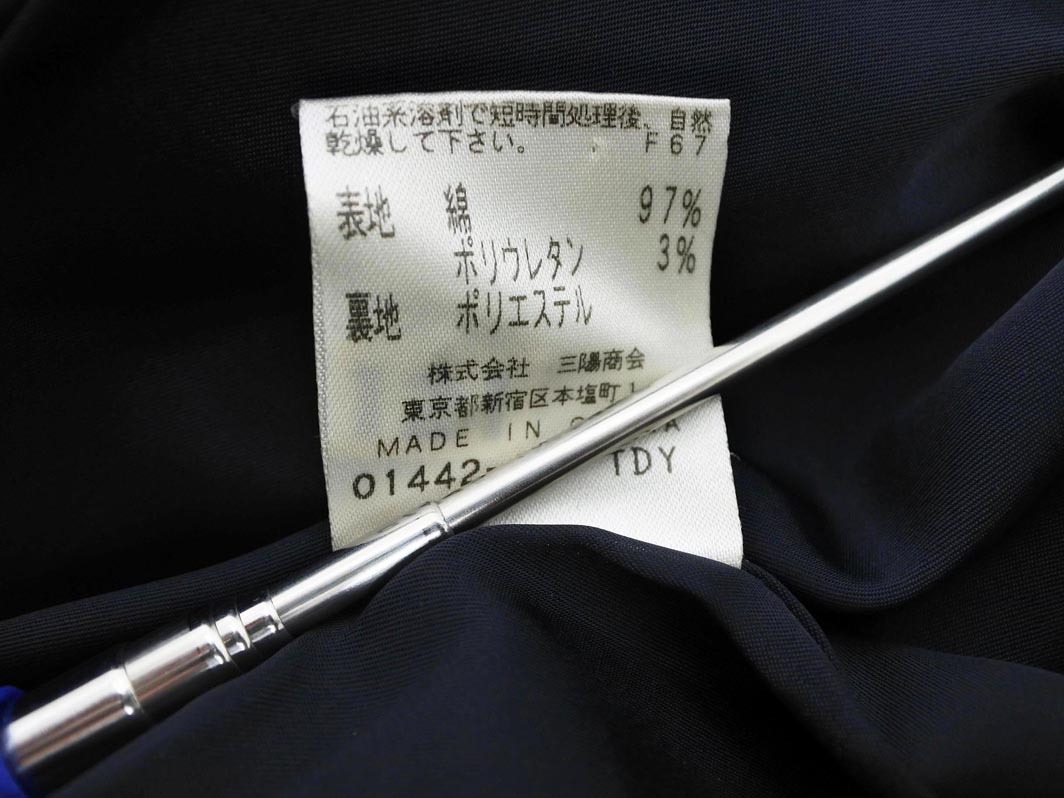 石油系溶剤で短時間処理後、自然
乾燥して下さい。 F67
表地 綿 97%
ポリウレタン 3%
裏地 ポリエステル
株式会社 三陽商会
東京都新宿区本塩町
MADE IN
01442- TDY